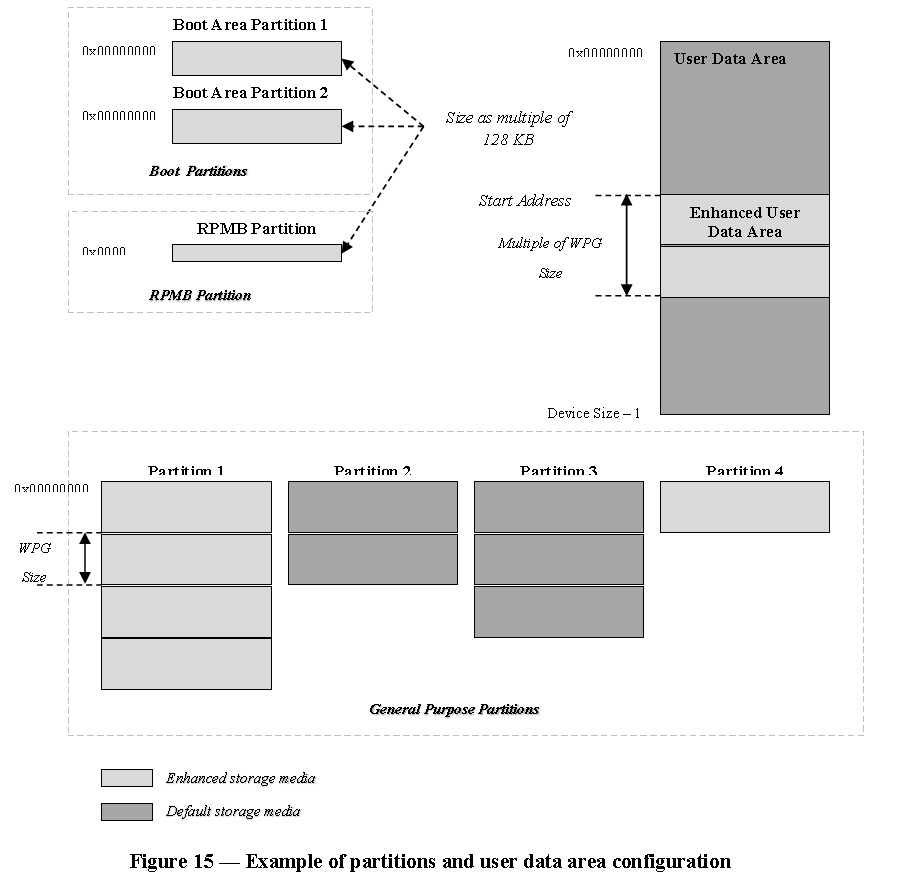 Boot Area Partition 1
0x00000000
Boot Area Partition 2
0x00000000
Boot Partitions
RPMB Partition
0x0000
RPMB Partition
Size as multiple of
128 KB
0x00000000
User Data Area
Start Address
Enhanced User
Data Area
Multiple of WPG
Size
Device Size – 1
Partition 1
Partition 2
Partition 3
Partition 4
0x00000000
WPG
Size
General Purpose Partitions
Enhanced storage media
Default storage media
Figure 15 — Example of partitions and user data area configuration